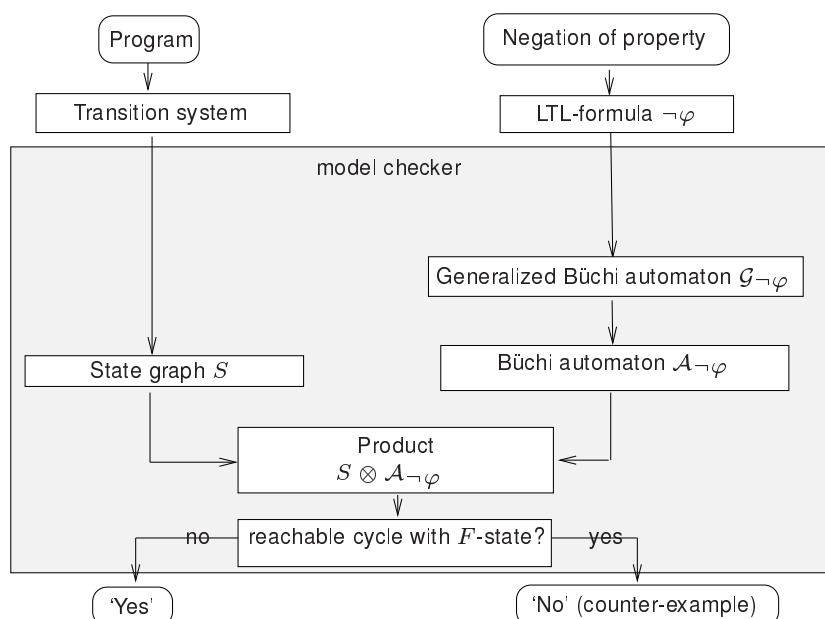 Program
Negation of property
Transition system
LTL-formula ¬φ
model checker
Generalized Büchi automaton 𝒢¬φ
State graph S
Büchi automaton 𝒜¬φ
Product
S ⊗ 𝒜¬φ
no
reachable cycle with F-state?
yes
‘Yes’
‘No’ (counter-example)